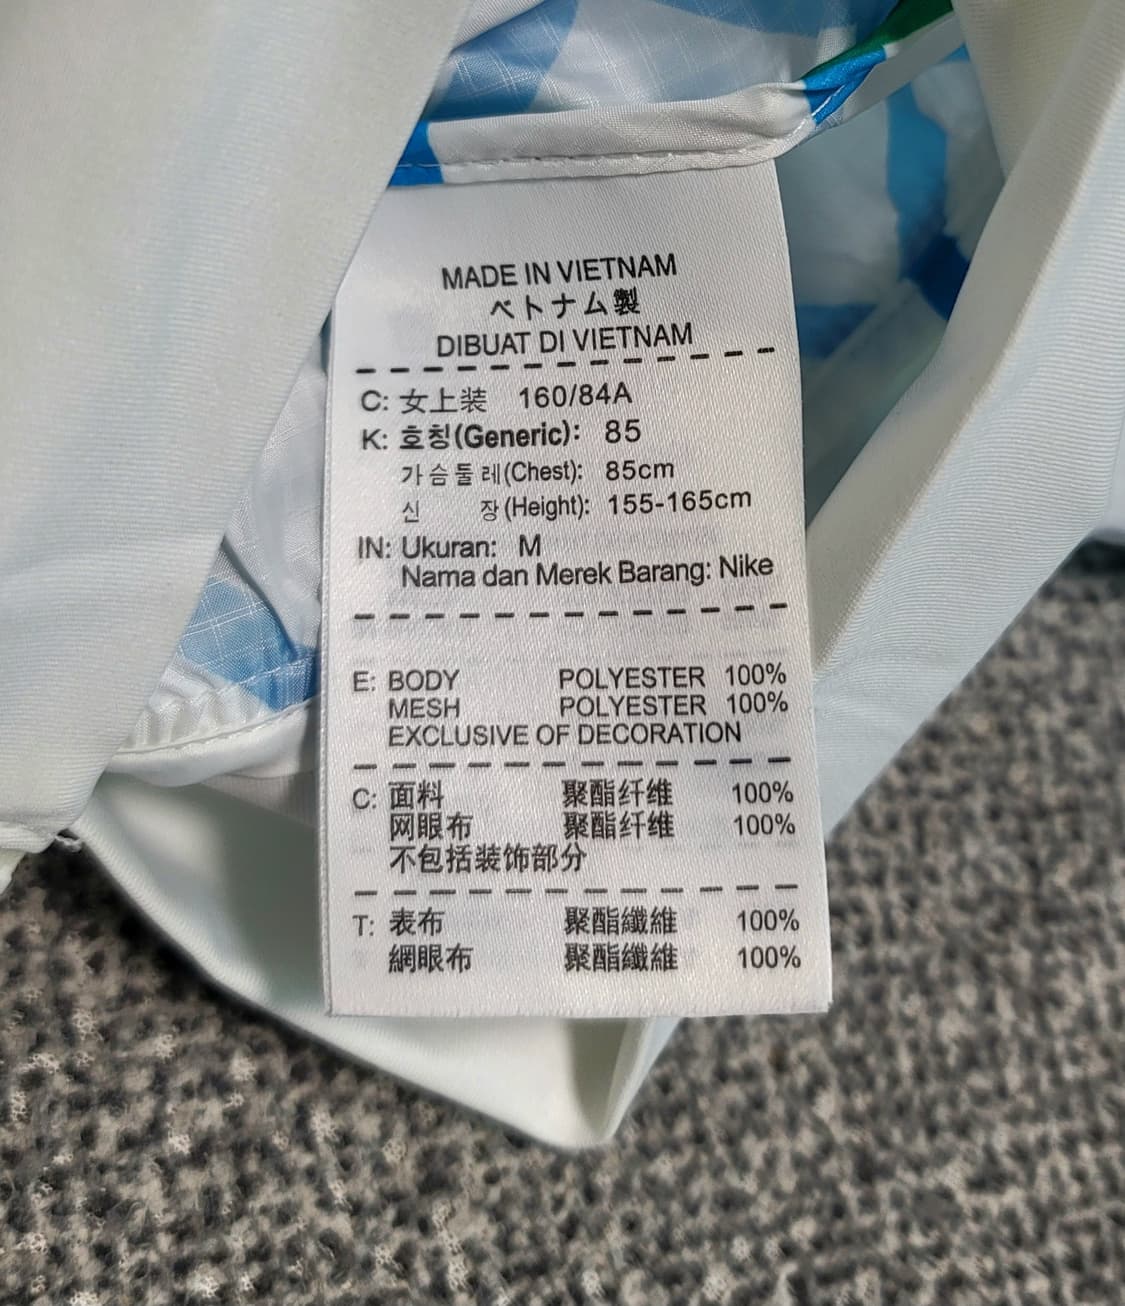 MADE IN VIETNAM
ベトナム製
DIBUAT DI VIETNAM
C: 女上装 160/84A
K: 호칭(Generic): 85
가슴둘레(Chest): 85cm
신 장(Height): 155-165cm
IN: Ukuran: M
Nama dan Merek Barang: Nike
E: BODY POLYESTER 100%
MESH POLYESTER 100%
EXCLUSIVE OF DECORATION
C: 面料 聚酯纤维 100%
网眼布 聚酯纤维 100%
不包括装饰部分
T: 表布 聚酯纖維 100%
網眼布 聚酯纖維 100%